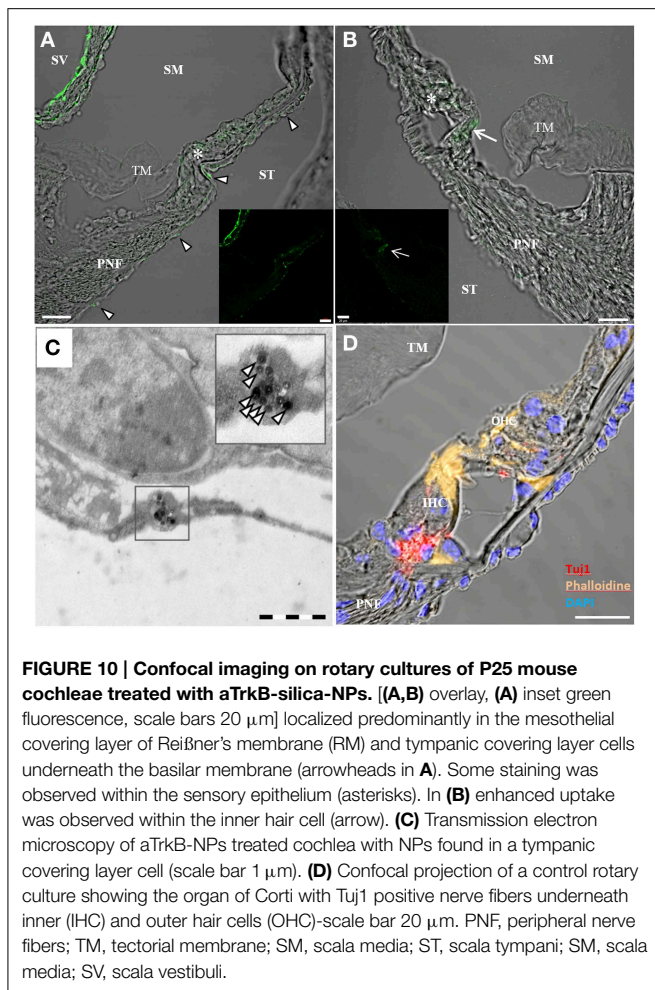 A
SV
SM
TM
ST
PNF
B
SM
TM
PNF
ST
C
D
TM
OHC
IHC
PNF
Tuj1
Phalloidine
DAPI
FIGURE 10 | Confocal imaging on rotary cultures of P25 mouse
cochleae treated with aTrkB-silica-NPs. [(A,B) overlay, (A) inset green
fluorescence, scale bars 20 μm] localized predominantly in the mesothelial
covering layer of Reißner's membrane (RM) and tympanic covering layer cells
underneath the basilar membrane (arrowheads in A). Some staining was
observed within the sensory epithelium (asterisks). In (B) enhanced uptake
was observed within the inner hair cell (arrow). (C) Transmission electron
microscopy of aTrkB-NPs treated cochlea with NPs found in a tympanic
covering layer cell (scale bar 1 μm). (D) Confocal projection of a control rotary
culture showing the organ of Corti with Tuj1 positive nerve fibers underneath
inner (IHC) and outer hair cells (OHC)-scale bar 20 μm. PNF, peripheral nerve
fibers; TM, tectorial membrane; SM, scala media; ST, scala tympani; SM, scala
media; SV, scala vestibuli.